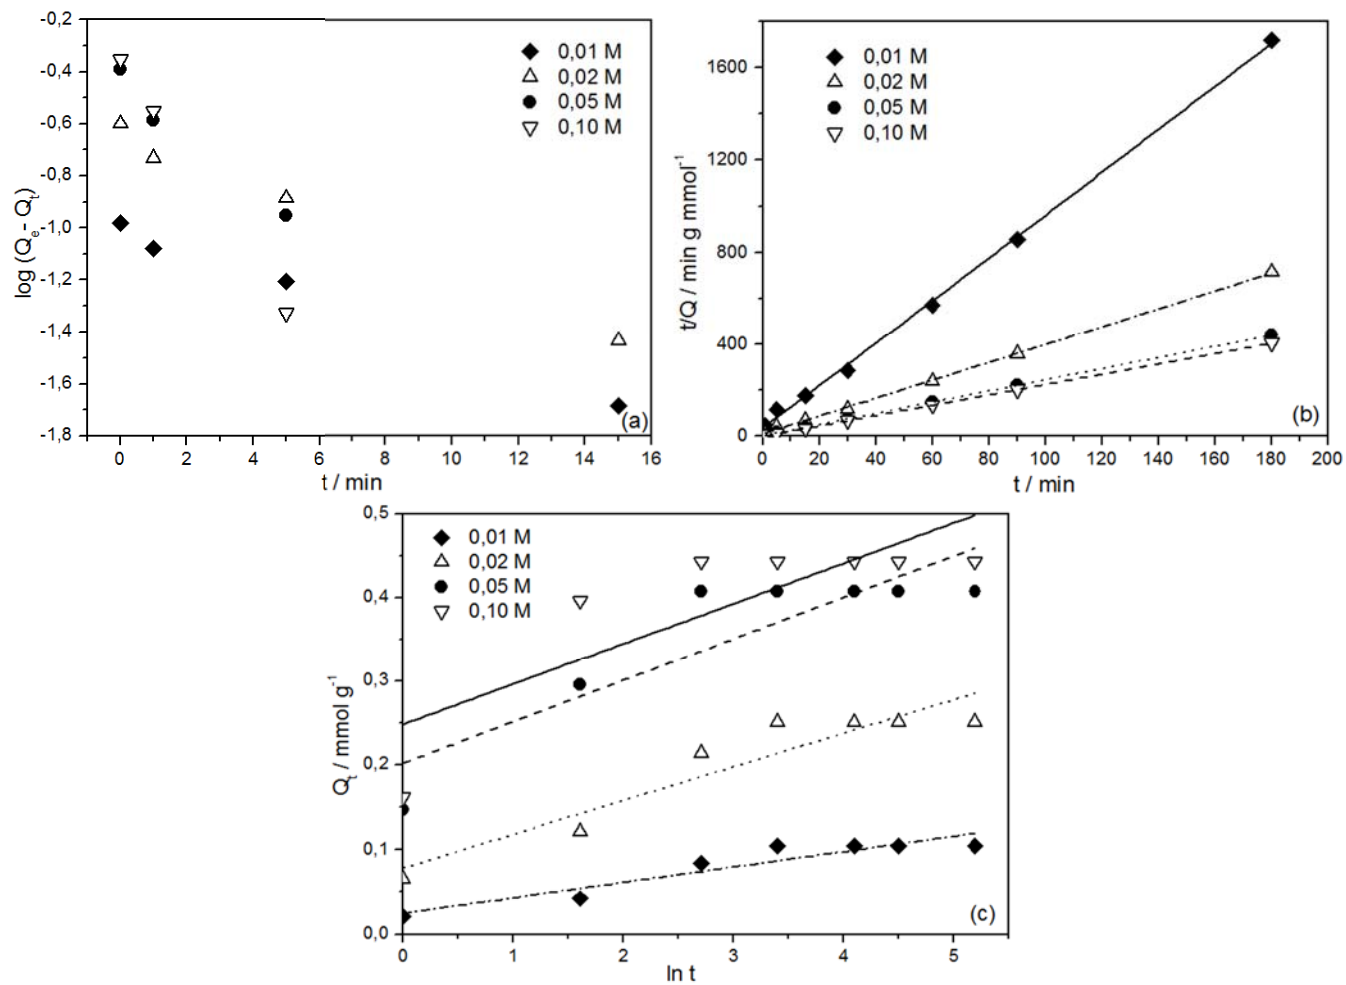 -0,2
-0,4
-0,6
-0,8
-1,0
-1,2
-1,4
-1,6
-1,8
log (Qe- Qt)
0 2 4 6 8 10 12 14 16
t / min
0,01 M
0,02 M
0,05 M
0,10 M
(a)
1600
1200
800
400
0
t/Q / min g mmol-1
0 20 40 60 80 100 120 140 160 180 200
t / min
0,01 M
0,02 M
0,05 M
0,10 M
(b)
0,5
0,4
0,3
0,2
0,1
0,0
Qt / mmol g-1
0 1 2 3 4 5
ln t
0,01 M
0,02 M
0,05 M
0,10 M
(c)